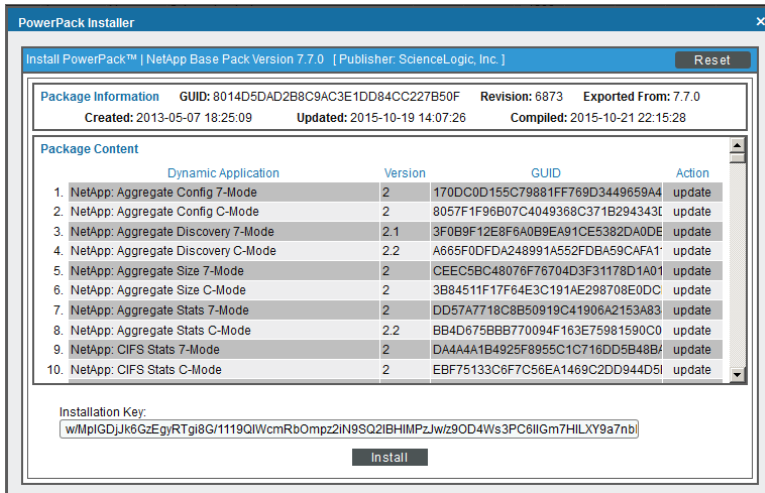 PowerPack Installer
Install PowerPack™ | NetApp Base Pack Version 7.7.0 [ Publisher: ScienceLogic, Inc. ] Reset
Package Information GUID: 8014D5DAD2B8C9AC3E1DD84CC227B50F Revision: 6873 Exported From: 7.7.0
Created: 2013-05-07 18:25:09 Updated: 2015-10-19 14:07:26 Compiled: 2015-10-21 22:15:28
Package Content
Dynamic Application Version GUID Action
1. NetApp: Aggregate Config 7-Mode 2 170DC0D155C79881FF769D3449659A4 update
2. NetApp: Aggregate Config C-Mode 2 8057F1F96B07C4049368C371B294343 update
3. NetApp: Aggregate Discovery 7-Mode 2.1 3F0B9F12E8F6A0B9EA91CE5382DA0DE update
4. NetApp: Aggregate Discovery C-Mode 2.2 A665F0DFDA248991A552FDBA59CAFA1 update
5. NetApp: Aggregate Size 7-Mode 2 CEEC5BC48076F76704D3F31178D1A01 update
6. NetApp: Aggregate Size C-Mode 2 3B84511F17F64E3C191AE298708E0DC update
7. NetApp: Aggregate Stats 7-Mode 2 DD57A7718C8B50919C41906A2153A83 update
8. NetApp: Aggregate Stats C-Mode 2.2 BB4D675BBB770094F163E75981590C0 update
9. NetApp: CIFS Stats 7-Mode 2 DA4A4A1B4925F8955C1C716DD5B48B update
10. NetApp: CIFS Stats C-Mode 2 EBF75133C6F7C56EA1469C2DD944D5 update
Installation Key:
w/MpIGDjJk6GzEgyRTgi8G/1119QIWcmRbOmpz2iN9SQ2IBHIMPzJw/z9OD4Ws3PC6IIGm7HILXY9a7nb
Install